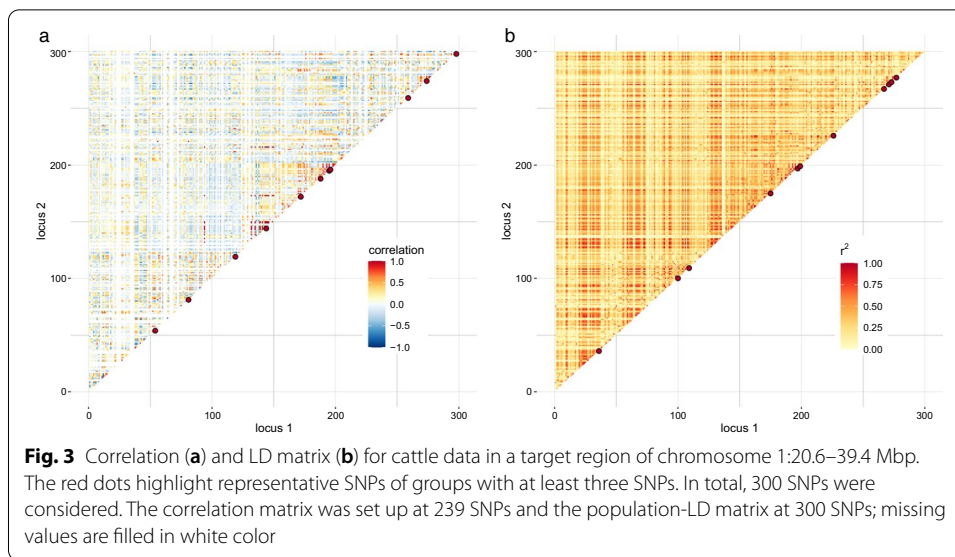 a
b
300
300
200
200
locus 2
locus 2
correlation
1.0
0.5
0.0
−0.5
−1.0
r2
1.00
0.75
0.50
0.25
0.00
100
100
0
0
0
100
200
300
0
100
200
300
locus 1
locus 1
Fig. 3 Correlation (a) and LD matrix (b) for cattle data in a target region of chromosome 1:20.6–39.4 Mbp.
The red dots highlight representative SNPs of groups with at least three SNPs. In total, 300 SNPs were
considered. The correlation matrix was set up at 239 SNPs and the population-LD matrix at 300 SNPs; missing
values are filled in white color